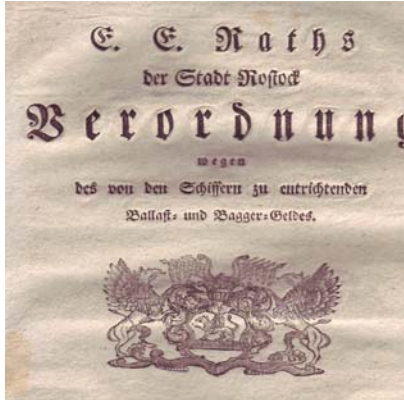 E. E. Raths
der Stadt Rostock
Verordnung
wegen
des von den Schiffern zu entrichtenden
Ballast- und Bagger-Geldes.